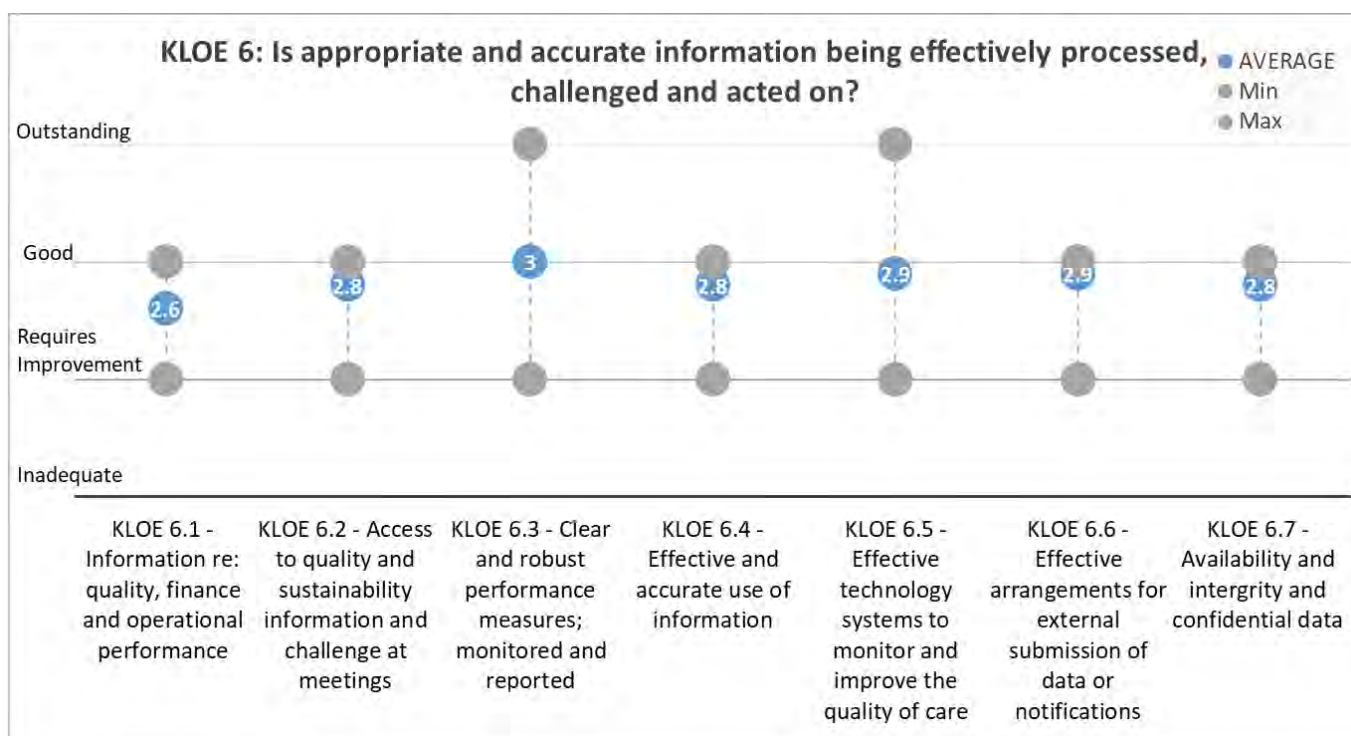 KLOE 6: Is appropriate and accurate information being effectively processed,
challenged and acted on?
AVERAGE
Min
Max
Outstanding
Good
Requires
Improvement
Inadequate
2.6
2.8
3
2.8
2.9
2.9
2.8
KLOE 6.1 -
Information re:
quality, finance
and operational
performance
KLOE 6.2 - Access
to quality and
sustainability
information and
challenge at
meetings
KLOE 6.3 - Clear
and robust
performance
measures;
monitored and
reported
KLOE 6.4 -
Effective and
accurate use of
information
KLOE 6.5 -
Effective
technology
systems to
monitor and
improve the
quality of care
KLOE 6.6 -
Effective
arrangements for
external
submission of
data or
notifications
KLOE 6.7 -
Availability and
intergrity and
confidential data